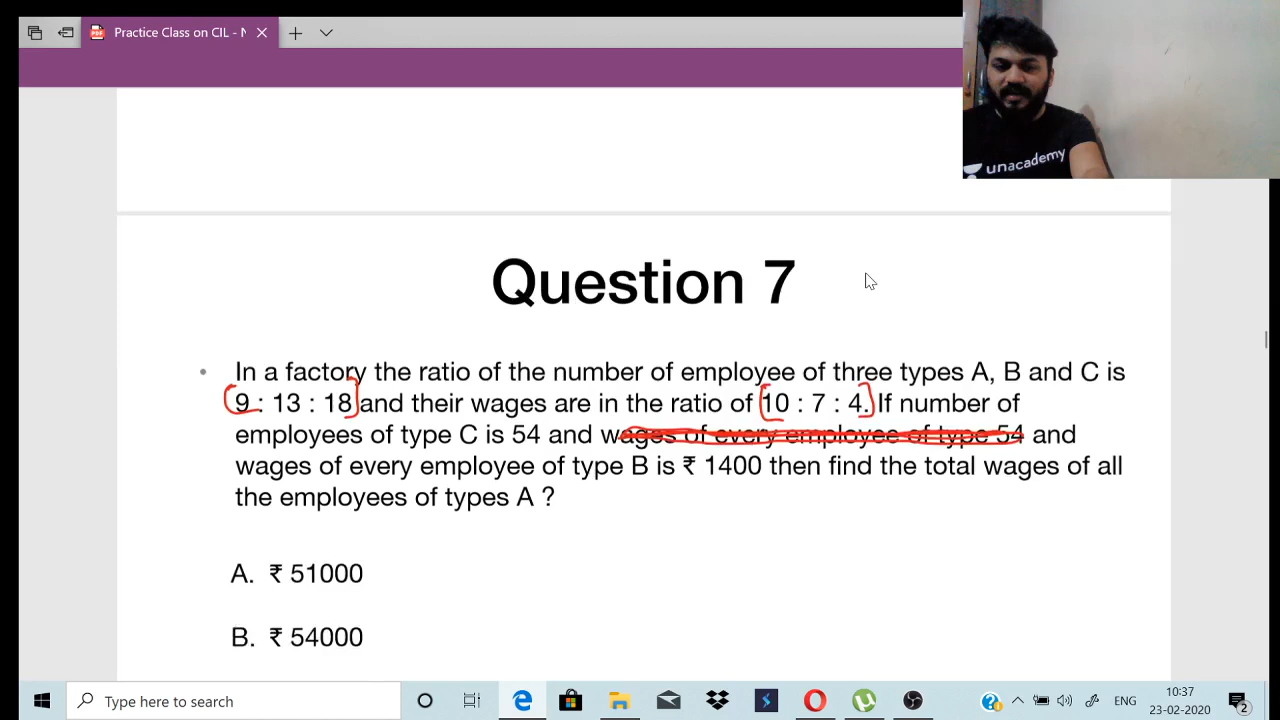 Practice Class on CIL - N
unacademy
Question 7
• In a factory the ratio of the number of employee of three types A, B and C is
9 : 13 : 18 and their wages are in the ratio of 10 : 7 : 4. If number of
employees of type C is 54 and wages of every employee of type 54 and
wages of every employee of type B is ₹ 1400 then find the total wages of all
the employees of types A ?
A. ₹ 51000
B. ₹ 54000
Type here to search
ENG
10:37
23-02-2020
2